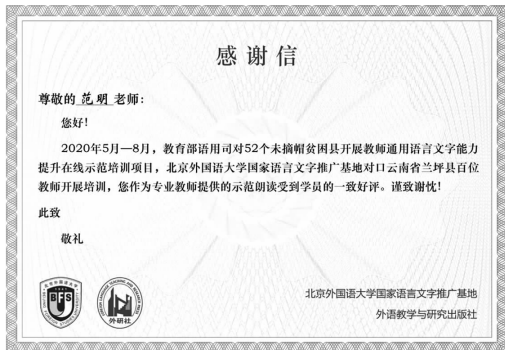 感谢信
尊敬的 范明 老师：
您好！
2020年5月—8月，教育部语用司对52个未摘帽贫困县开展教师通用语言文字能力
提升在线示范培训项目，北京外国语大学国家语言文字推广基地对口云南省兰坪县百位
教师开展培训，您作为专业教师提供的示范朗读受到学员的一致好评。谨致谢忱！
此致
敬礼
BFS
外研社
北京外国语大学国家语言文字推广基地
外语教学与研究出版社